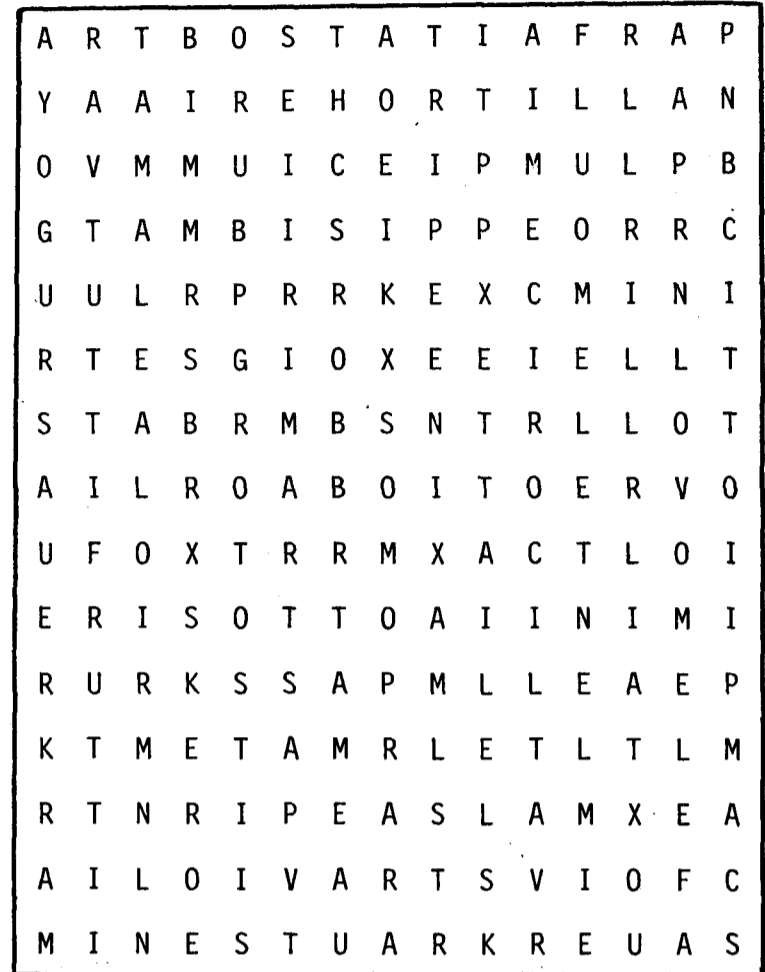 A R T B O S T A T I A F R A P
Y A A I R E H O R T I L L A N
O V M M U I C E I P M U L P B
G T A M B I S I P P E O R R C
U U L R P R R K E X C M I N I
R T E S G I O X E E I E L L T
S T A B R M B S N T R L L O T
A I L R O A B O I T O E R V O
U F O X T R R M X A C T L O I
E R I S O T T O A I I N I M I
R U R K S S A P M L L E A E P
K T M E T A M R L E T L T L M
R T N R I P E A S L A M X E A
A I L O I V A R T S V I O F C
M I N E S T U A R K R E U A S